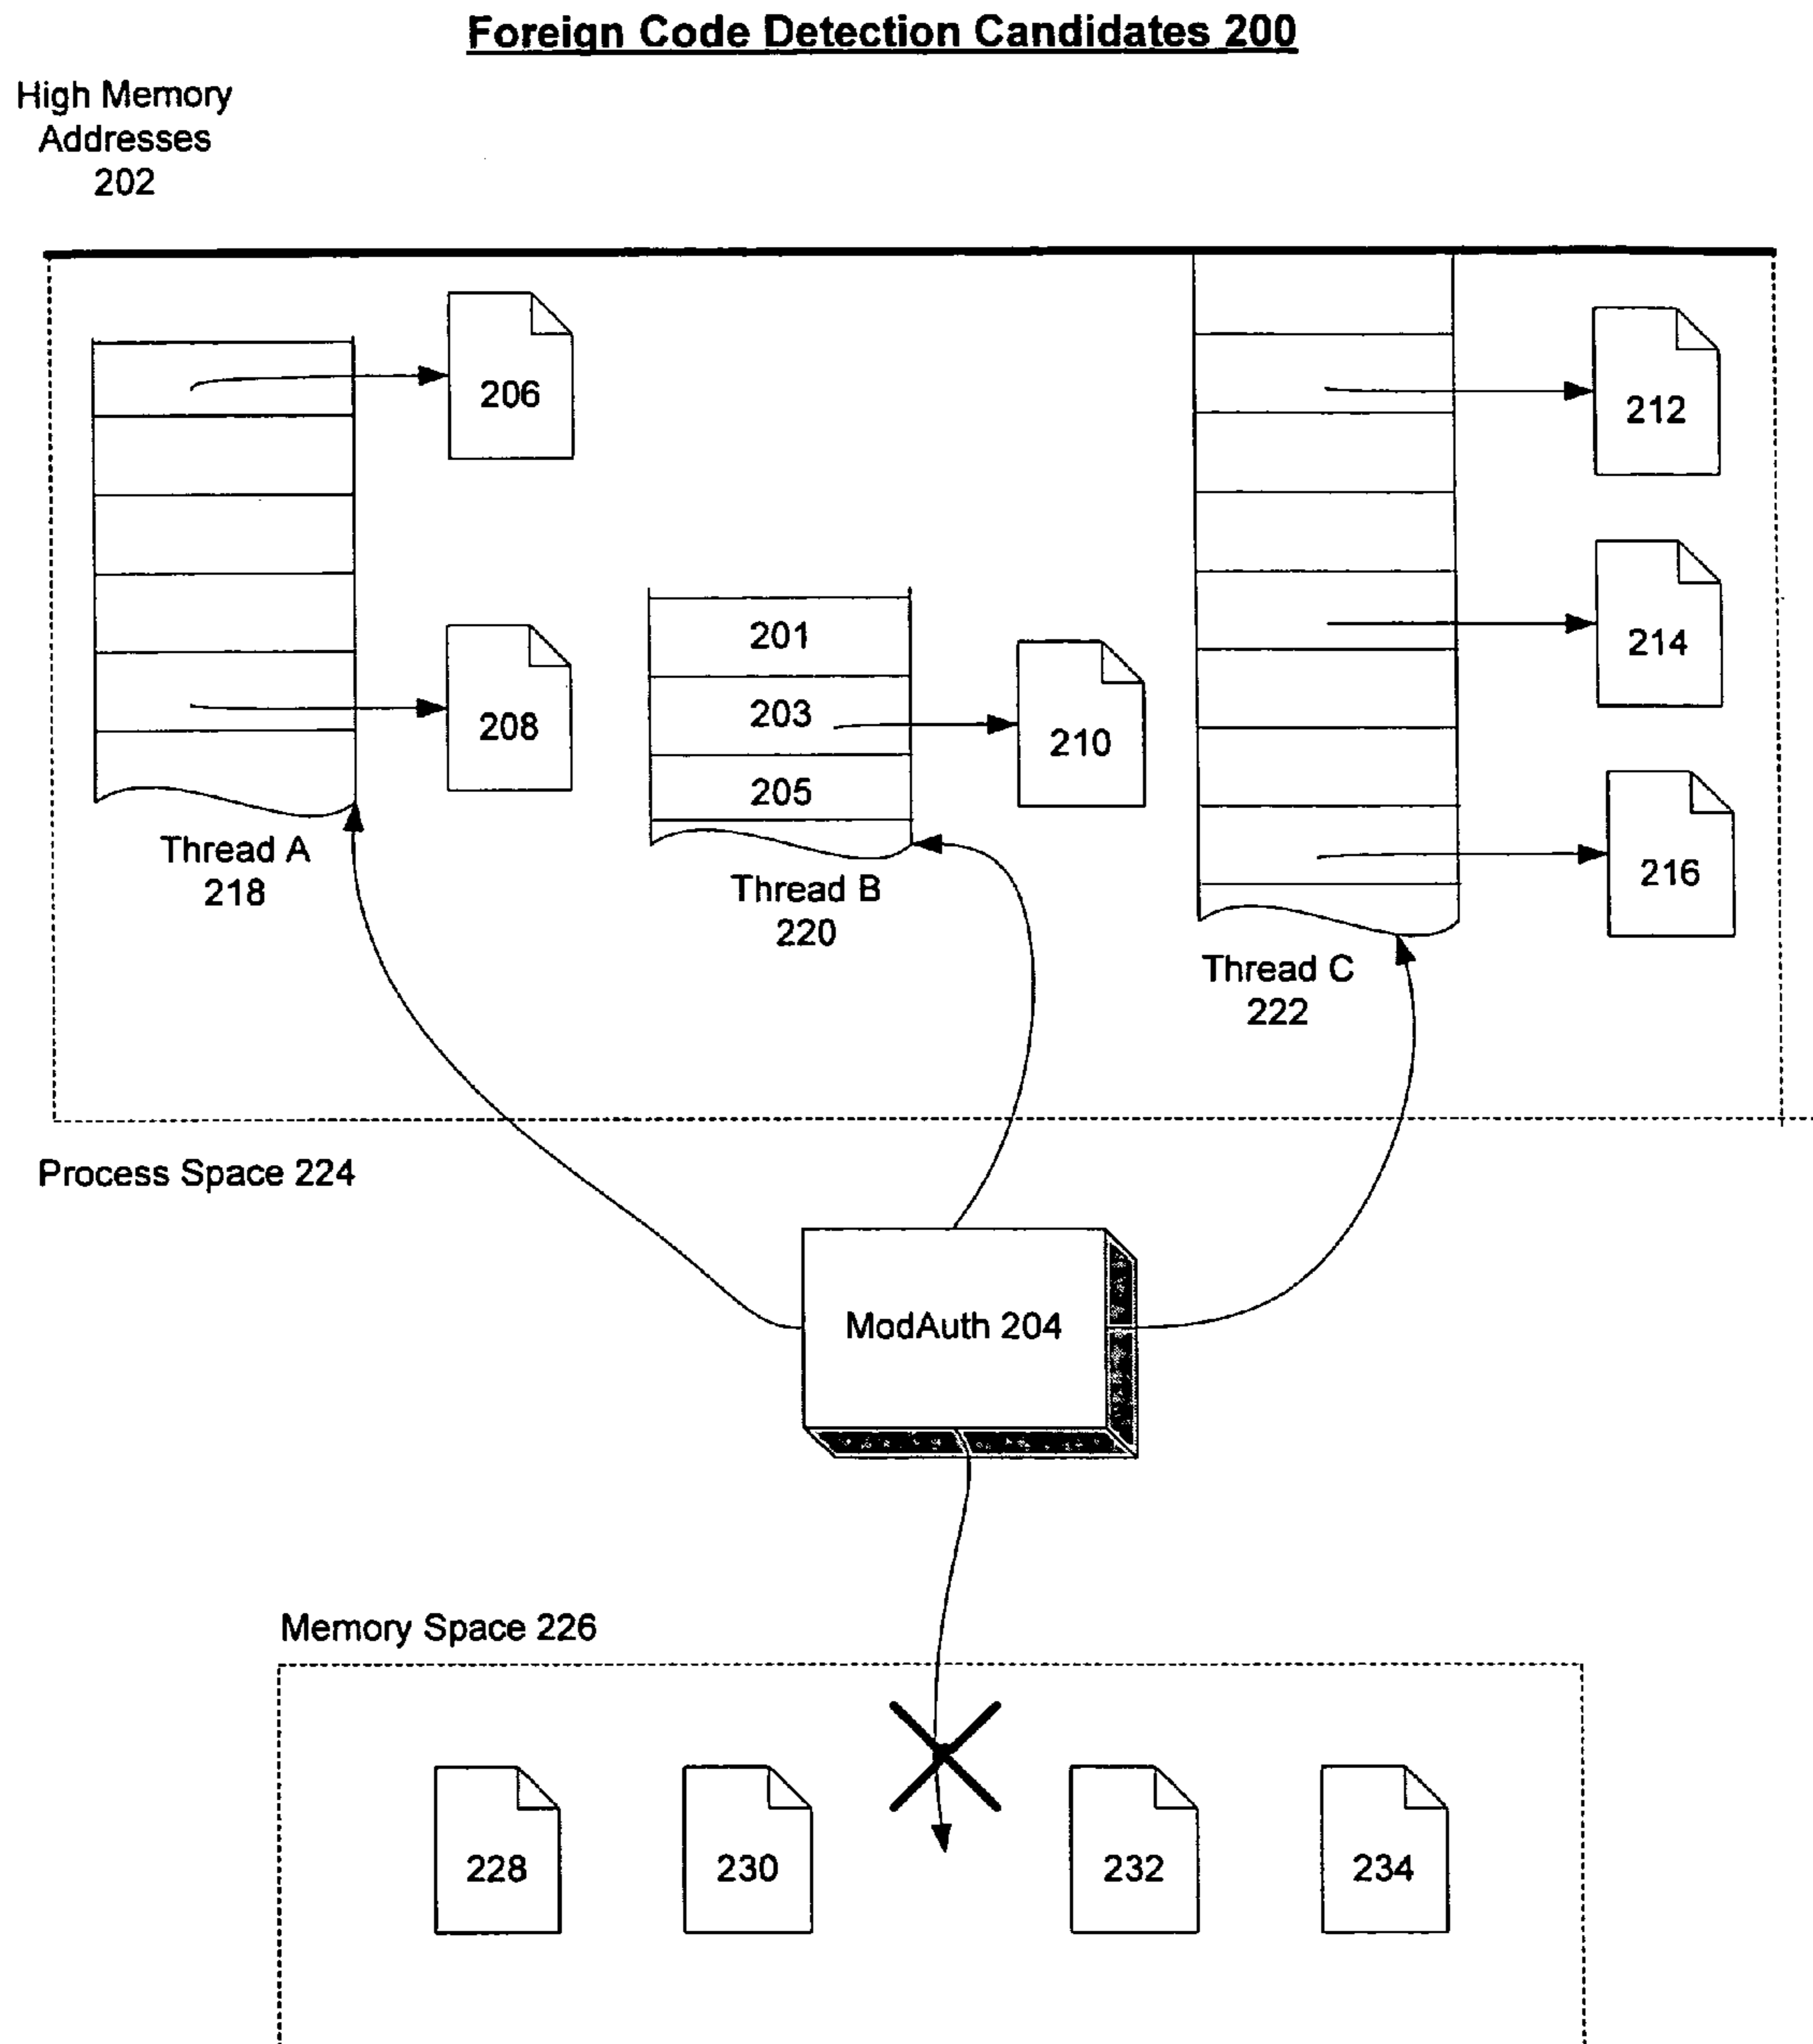 Foreign Code Detection Candidates 200
High Memory
Addresses
202
206
212
201
214
208
203
210
205
216
Thread A
218
Thread B
220
Thread C
222
Process Space 224
ModAuth 204
Memory Space 226
228
230
232
234